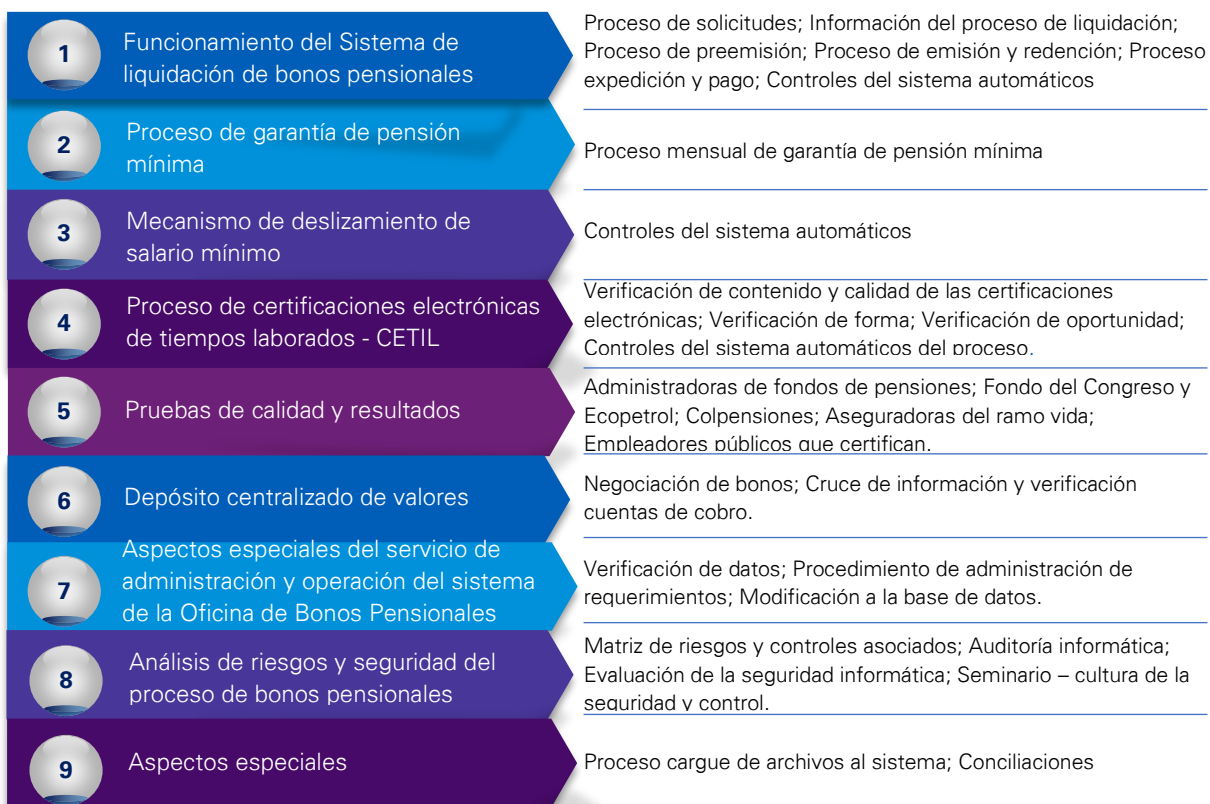 1
Funcionamiento del Sistema de
liquidación de bonos pensionales
Proceso de solicitudes; Información del proceso de liquidación;
Proceso de preemisión; Proceso de emisión y redención; Proceso
expedición y pago; Controles del sistema automáticos
2
Proceso de garantía de pensión
mínima
Proceso mensual de garantía de pensión mínima
3
Mecanismo de deslizamiento de
salario mínimo
Controles del sistema automáticos
4
Proceso de certificaciones electrónicas
de tiempos laborados - CETIL
Verificación de contenido y calidad de las certificaciones
electrónicas; Verificación de forma; Verificación de oportunidad;
Controles del sistema automáticos del proceso.
5
Pruebas de calidad y resultados
Administradoras de fondos de pensiones; Fondo del Congreso y
Ecopetrol; Colpensiones; Aseguradoras del ramo vida;
Empleadores públicos que certifican.
6
Depósito centralizado de valores
Negociación de bonos; Cruce de información y verificación
cuentas de cobro.
7
Aspectos especiales del servicio de
administración y operación del sistema
de la Oficina de Bonos Pensionales
Verificación de datos; Procedimiento de administración de
requerimientos; Modificación a la base de datos.
8
Análisis de riesgos y seguridad del
proceso de bonos pensionales
Matriz de riesgos y controles asociados; Auditoría informática;
Evaluación de la seguridad informática; Seminario – cultura de la
seguridad y control.
9
Aspectos especiales
Proceso cargue de archivos al sistema; Conciliaciones